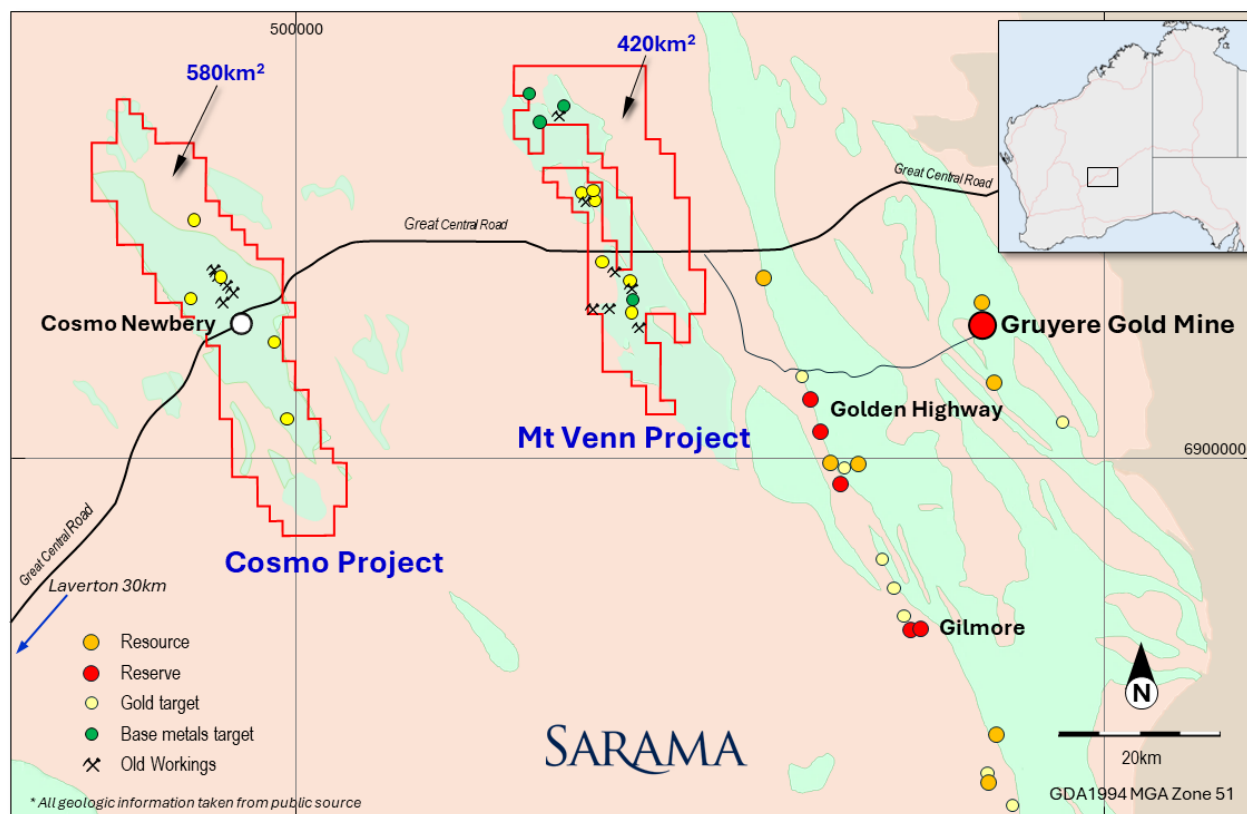 500000
580km²
420km²
Great Central Road
Great Central Road
Cosmo Newbery
Gruyere Gold Mine
Golden Highway
Mt Venn Project
6900000
Great Central Road
Cosmo Project
Laverton 30km
Gilmore
Resource
Reserve
Gold target
Base metals target
Old Workings
N
SARAMA
20km
* All geologic information taken from public source
GDA1994 MGA Zone 51